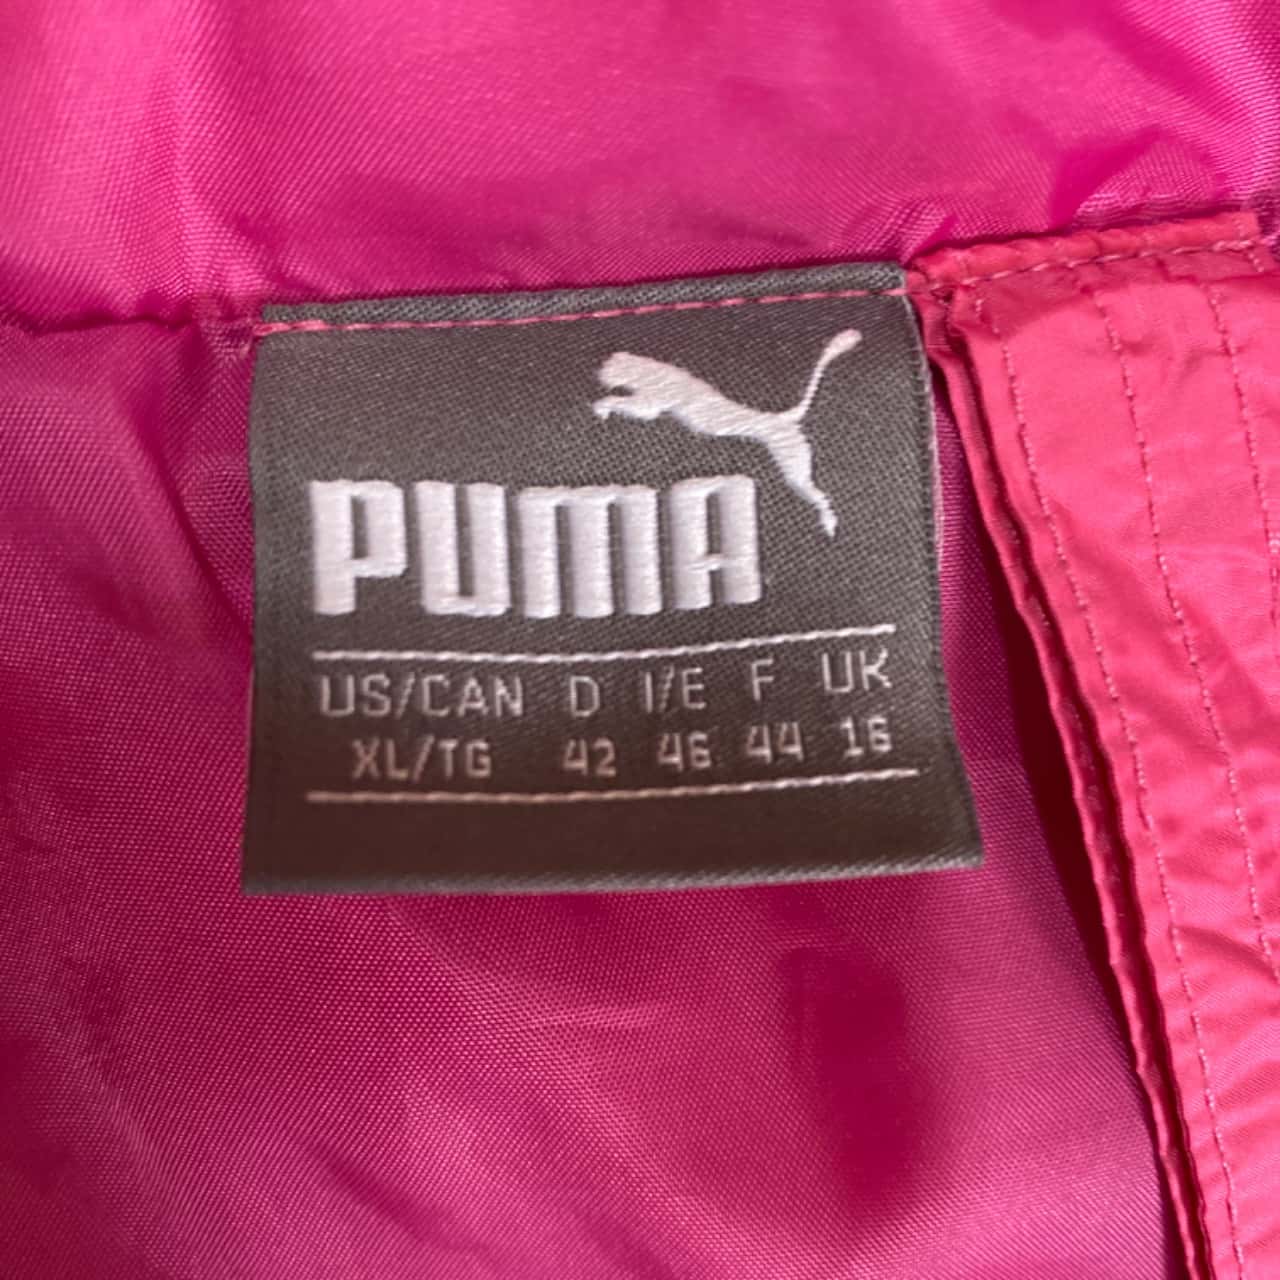 PUMA
US/CAN D I/E F UK
XL/TG 42 46 44 16